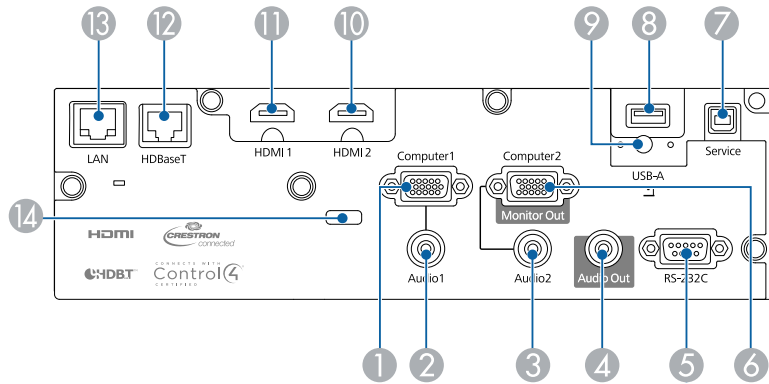 13 12 11 10 9 8 7
LAN HDBaseT HDMI 1 HDMI 2 USB-A Service
Computer1 Computer2
Monitor Out
14
HDMI CRESTRON connected
HDBT CONNECTS WITH Control4 CERTIFIED
Audio1 Audio2 Audio Out RS-232C
1 2 3 4 5 6